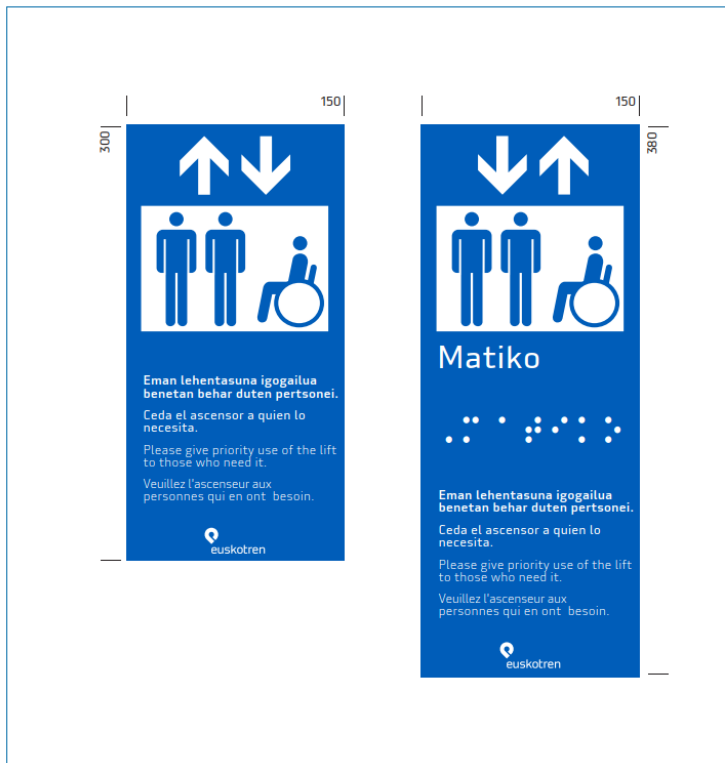 150
300
Eman lehentasuna igogailua
benetan behar duten pertsonei.
Ceda el ascensor a quien lo
necesita.
Please give priority use of the lift
to those who need it.
Veuillez l'ascenseur aux
personnes qui en ont besoin.
euskotren
150
380
Matiko
⠠⠍⠁⠞⠊⠅⠕
Eman lehentasuna igogailua
benetan behar duten pertsonei.
Ceda el ascensor a quien lo
necesita.
Please give priority use of the lift
to those who need it.
Veuillez l'ascenseur aux
personnes qui en ont besoin.
euskotren